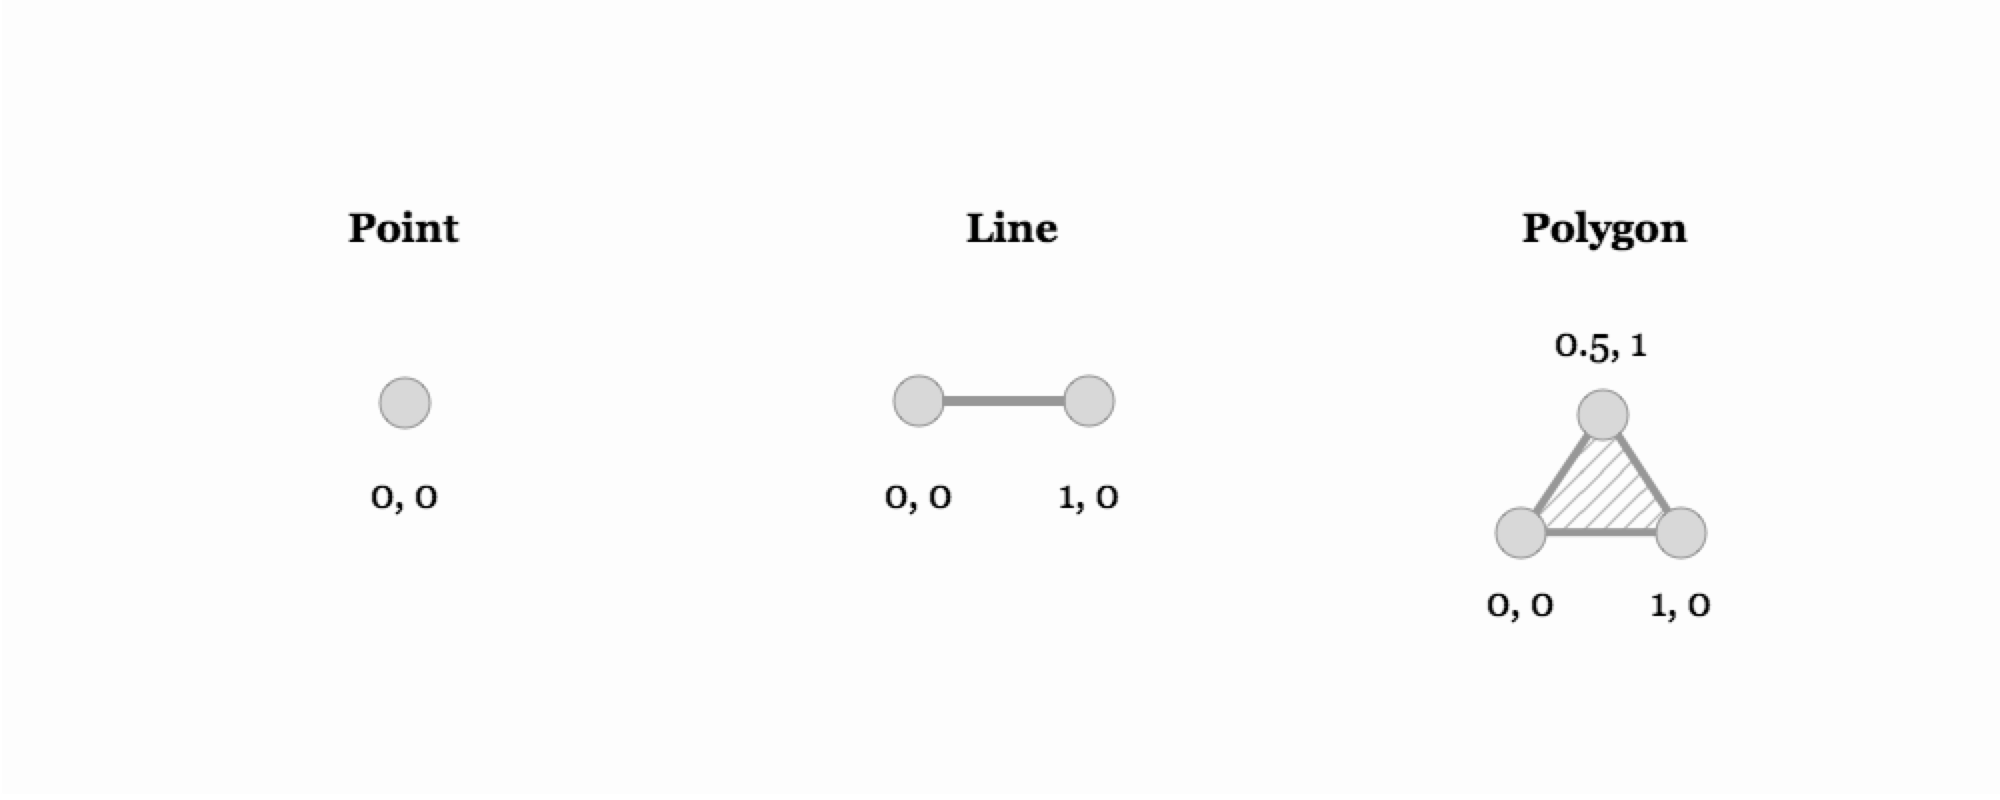 Point
0, 0
Line
0, 0 1, 0
Polygon
0.5, 1
0, 0 1, 0